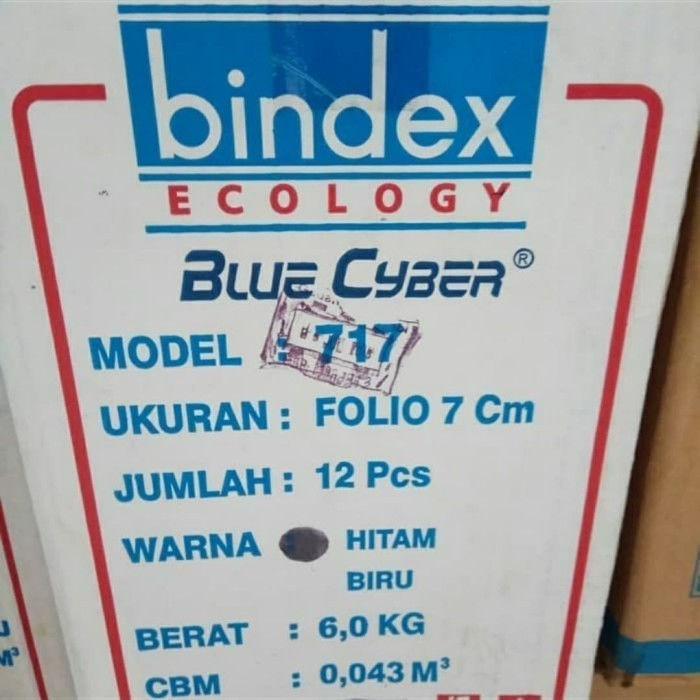 bindex
ECOLOGY
BLUE CYBER®
MODEL : 717
UKURAN : FOLIO 7 Cm
JUMLAH : 12 Pcs
WARNA : HITAM
BIRU
BERAT : 6,0 KG
CBM : 0,043 M³
M³